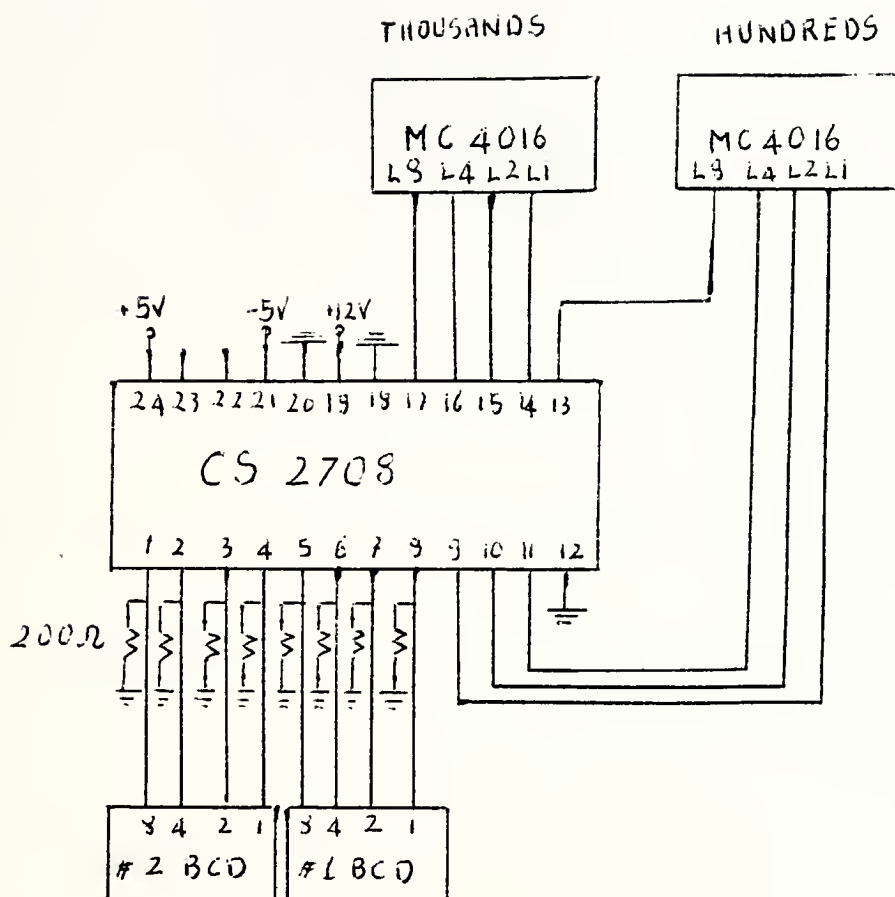 THOUSANDS HUNDREDS
MC 4016 MC 4016
L8 L4 L2 L1 L8 L4 L2 L1
+5V -5V +12V
24 23 22 21 20 19 18 17 16 15 14 13
CS 2708
1 2 3 4 5 6 7 8 9 10 11 12
200Ω
8 4 2 1 8 4 2 1
# 2 BCD #1 BCD